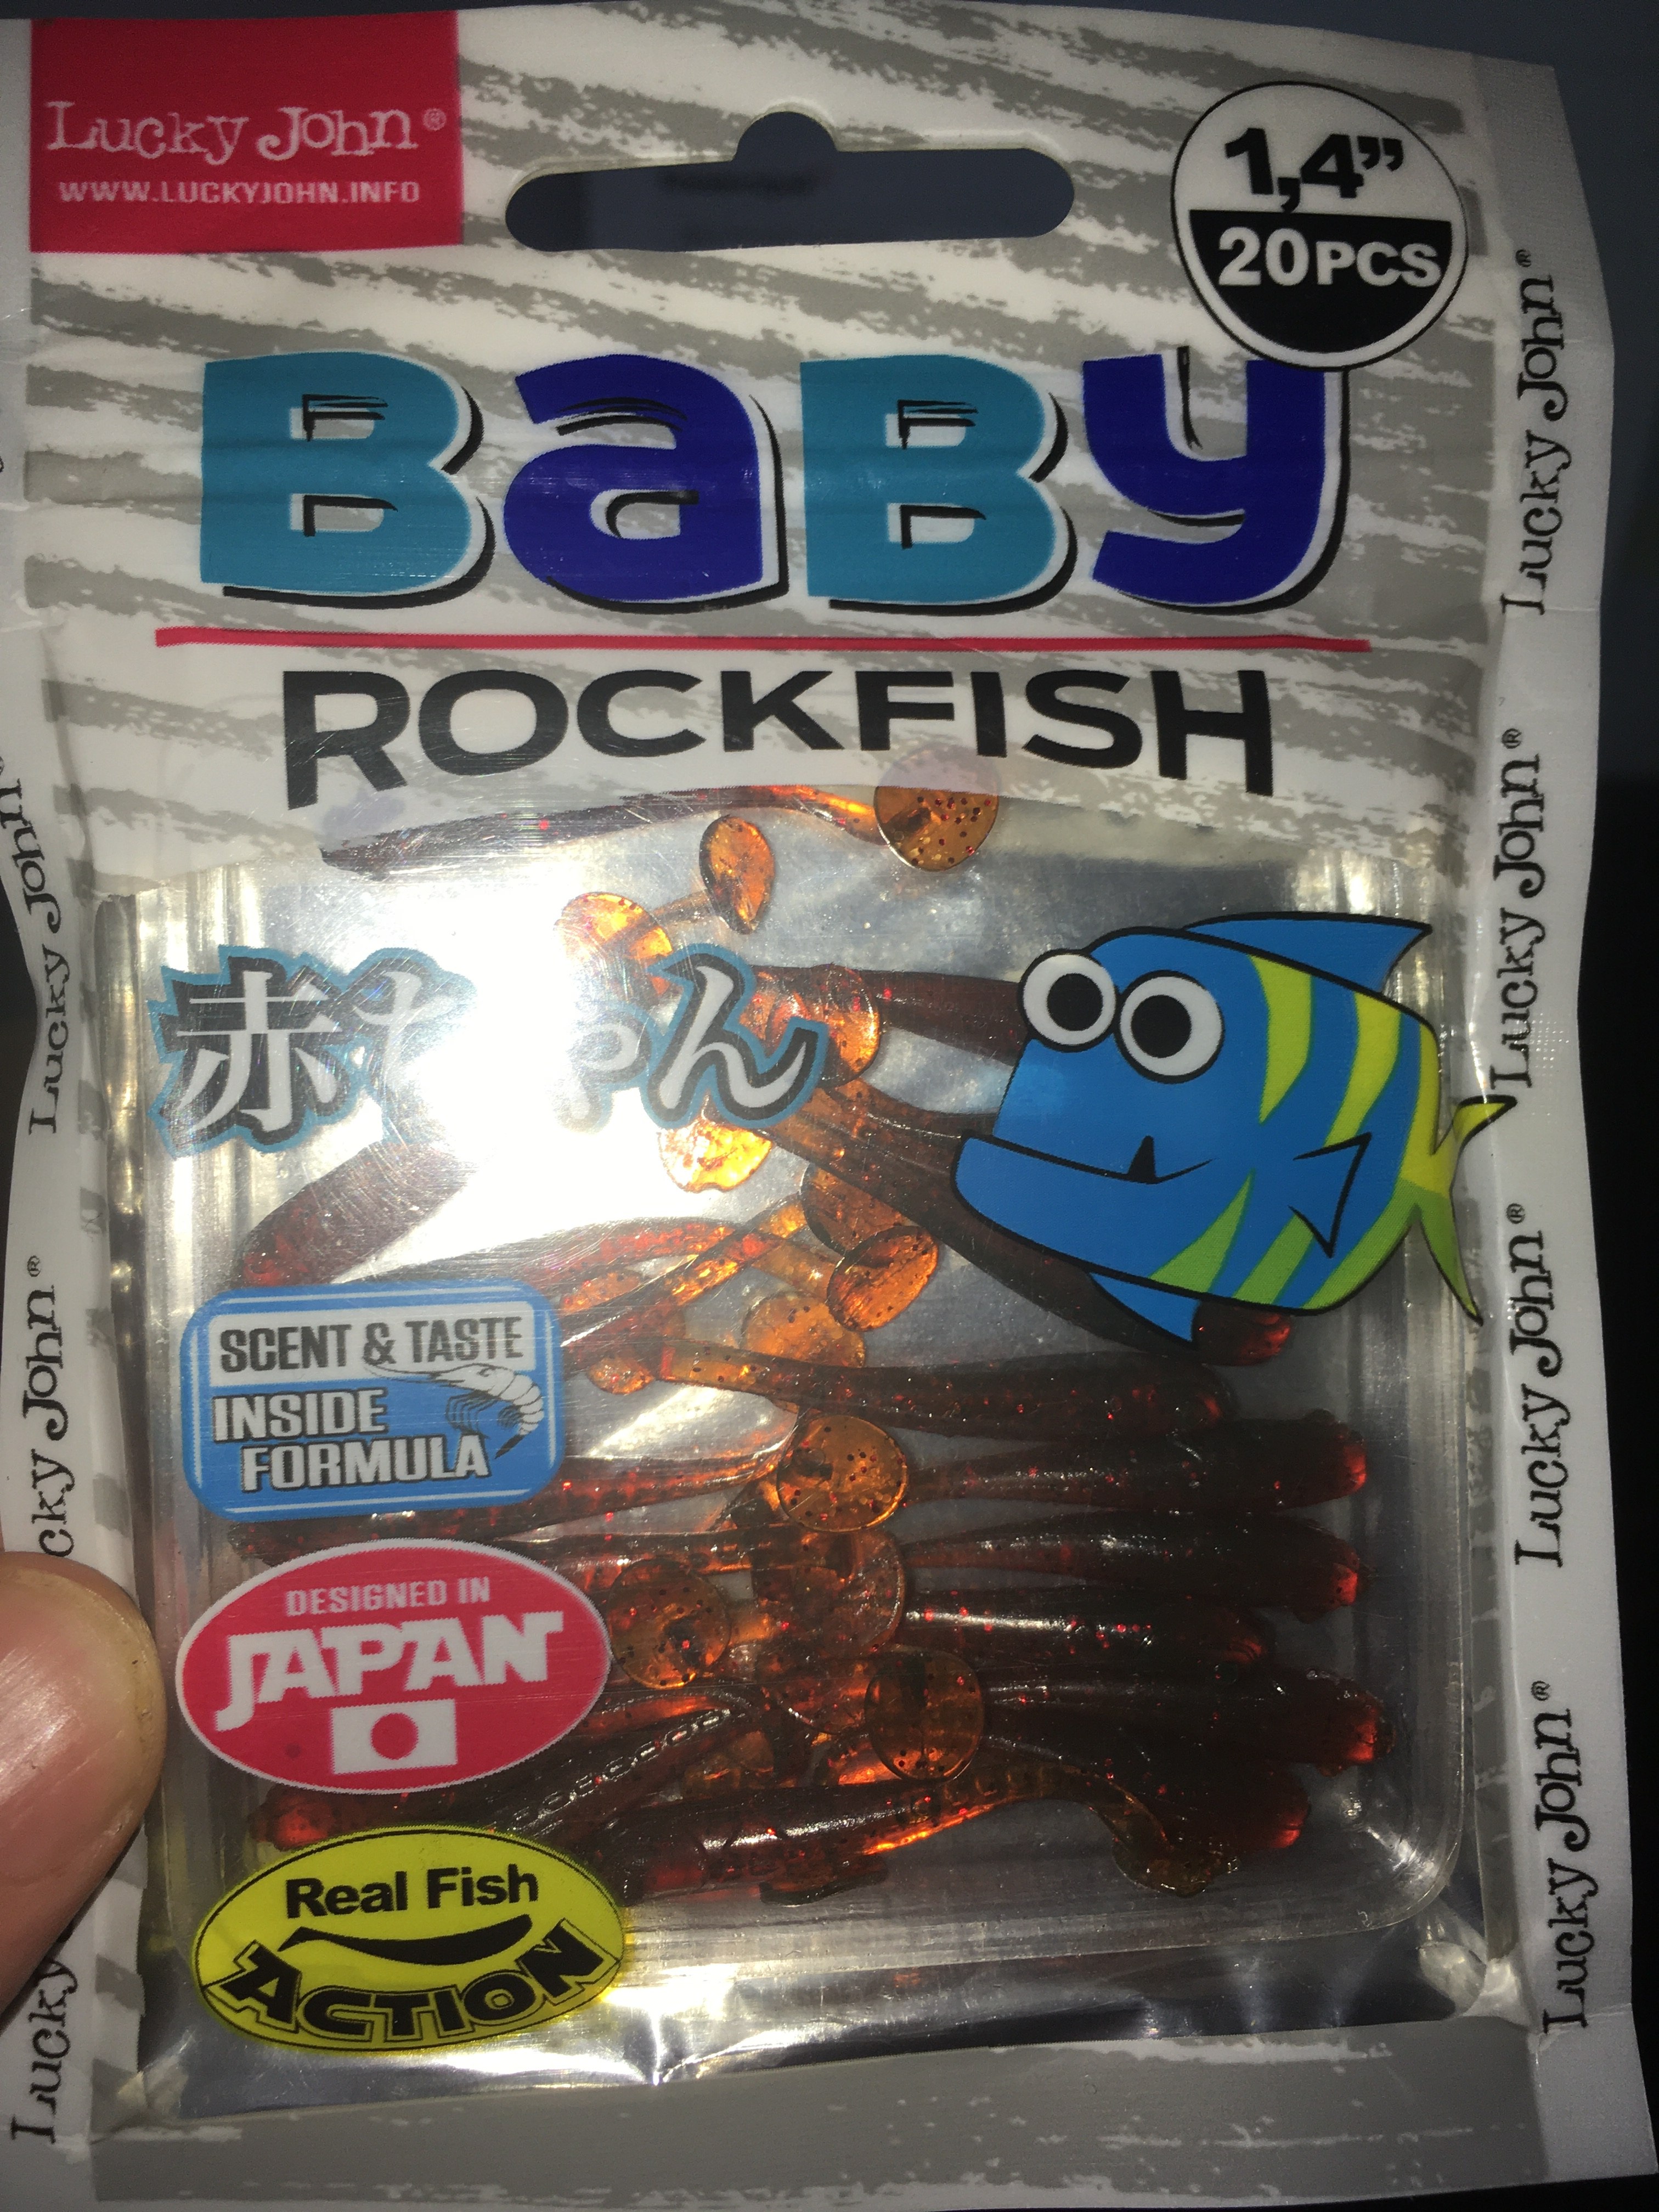 Lucky John®
WWW.LUCKYJOHN.INFO
1,4”
20PCS
BaBy
ROCKFISH
赤ちゃん
SCENT & TASTE
INSIDE
FORMULA
DESIGNED IN
JAPAN
Real Fish
ACTION
Lucky John®
Lucky John®
Lucky John®
Lucky John®
Lucky John®
Lucky John®
Lucky